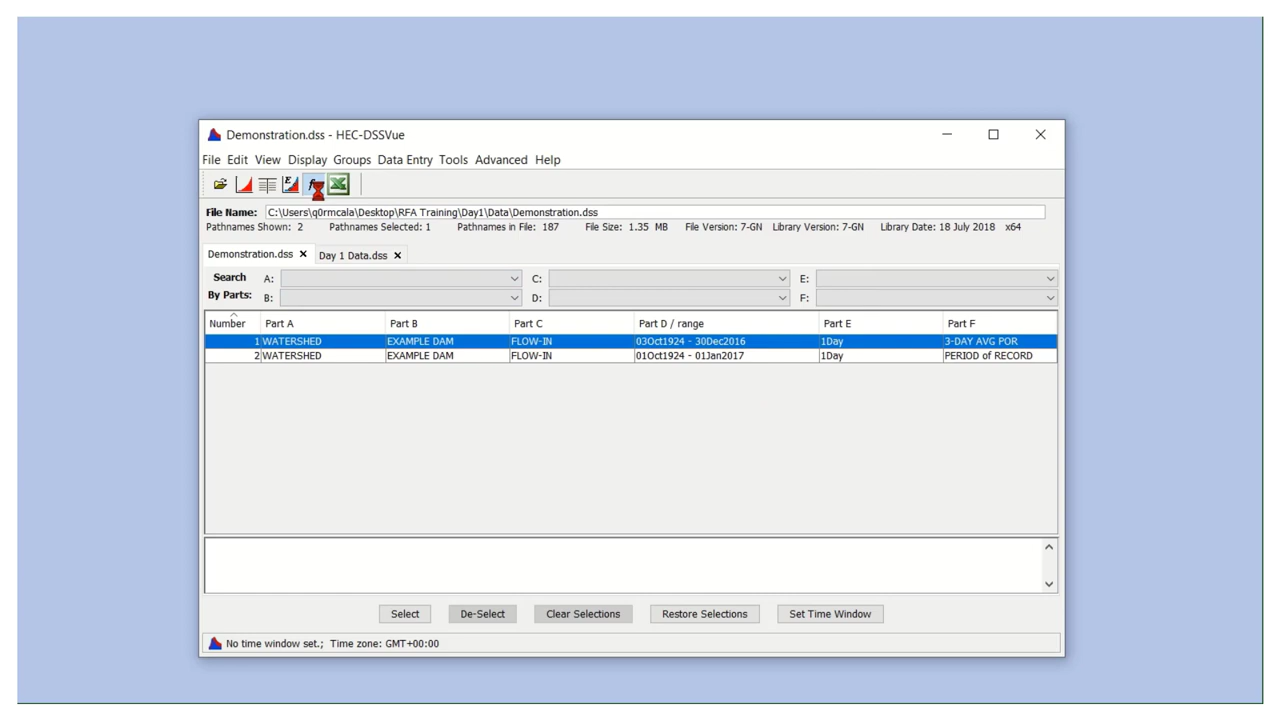 Demonstration.dss - HEC-DSSVue
File Edit View Display Groups Data Entry Tools Advanced Help
File Name: C:\Users\q0rmcala\Desktop\RFA Training\Day1\Data\Demonstration.dss
Pathnames Shown: 2 Pathnames Selected: 1 Pathnames in File: 187 File Size: 1.35 MB File Version: 7-GN Library Version: 7-GN Library Date: 18 July 2018 x64
Demonstration.dss Day 1 Data.dss
Search A: C: E:
By Parts: B: D: F:
Number Part A Part B Part C Part D / range Part E Part F
1 WATERSHED EXAMPLE DAM FLOW-IN 03Oct1924 - 30Dec2016 1Day 3-DAY AVG POR
2 WATERSHED EXAMPLE DAM FLOW-IN 01Oct1924 - 01Jan2017 1Day PERIOD of RECORD
Select De-Select Clear Selections Restore Selections Set Time Window
No time window set.; Time zone: GMT+00:00